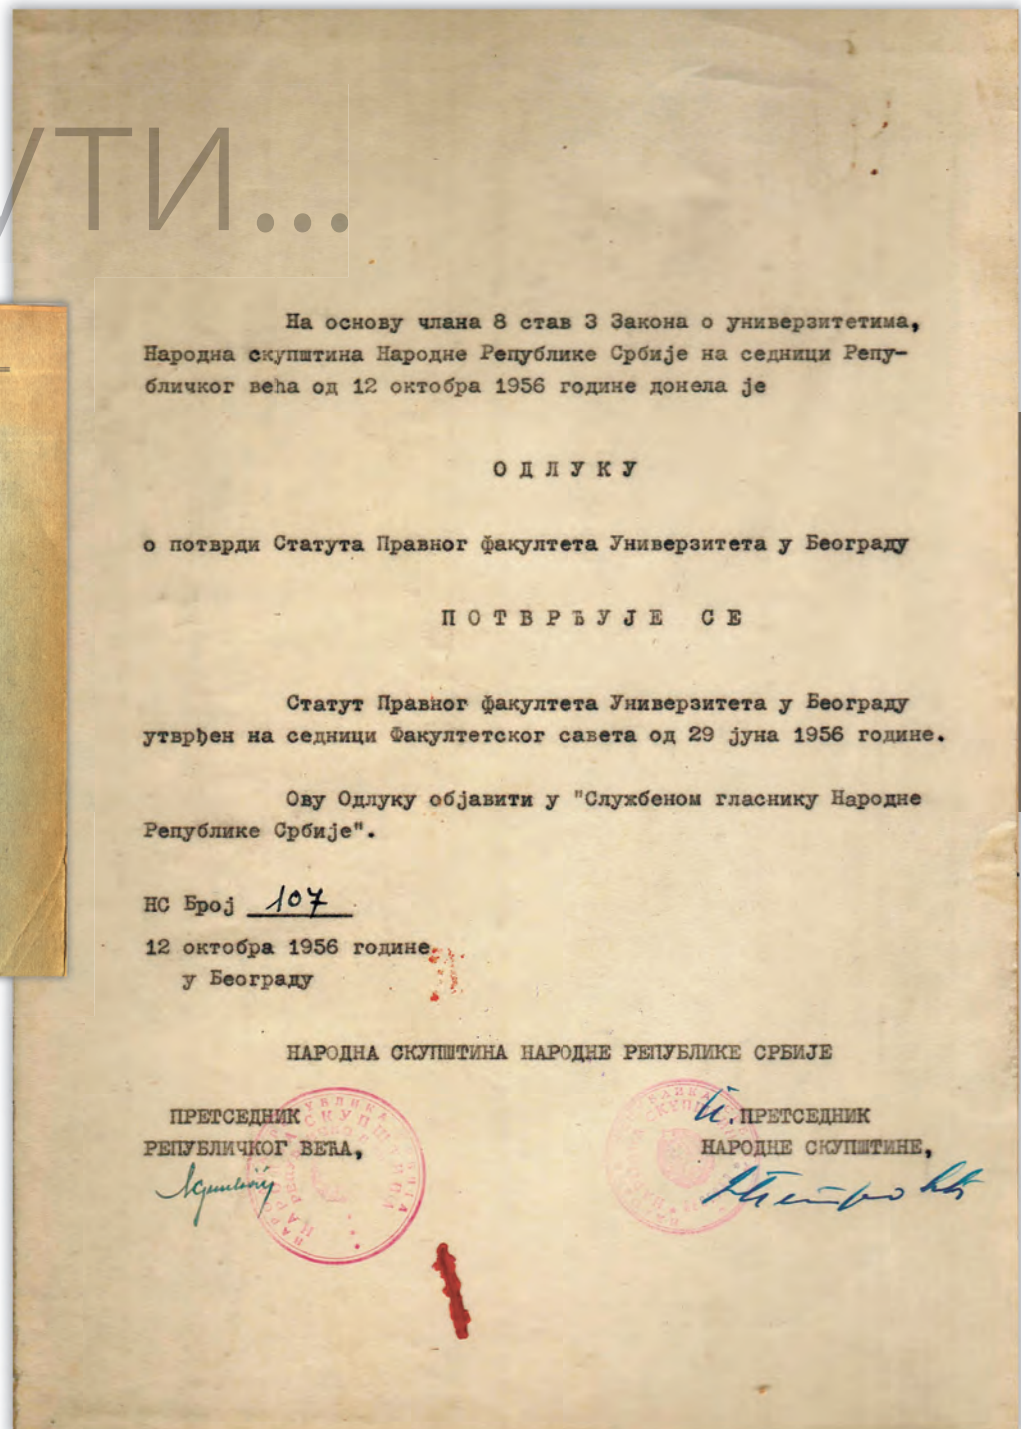 УТИ...
На основу члана 8 став 3 Закона о универзитетима,
Народна скупштина Народне Републике Србије на седници Репу-
бличког већа од 12 октобра 1956 године донела је
О Д Л У К У
о потврди Статута Правног факултета Универзитета у Београду
П О Т В Р Ђ У Ј Е С Е
Статут Правног факултета Универзитета у Београду
утврђен на седници Факултетског савета од 29 јуна 1956 године.
Ову Одлуку објавити у "Службеном гласнику Народне
Републике Србије".
НС Број 107
12 октобра 1956 године
у Београду
НАРОДНА СКУПШТИНА НАРОДНЕ РЕПУБЛИКЕ СРБИЈЕ
ПРЕТСЕДНИК
РЕПУБЛИЧКОГ ВЕЋА,
П.ПРЕТСЕДНИК
НАРОДНЕ СКУПШТИНЕ,